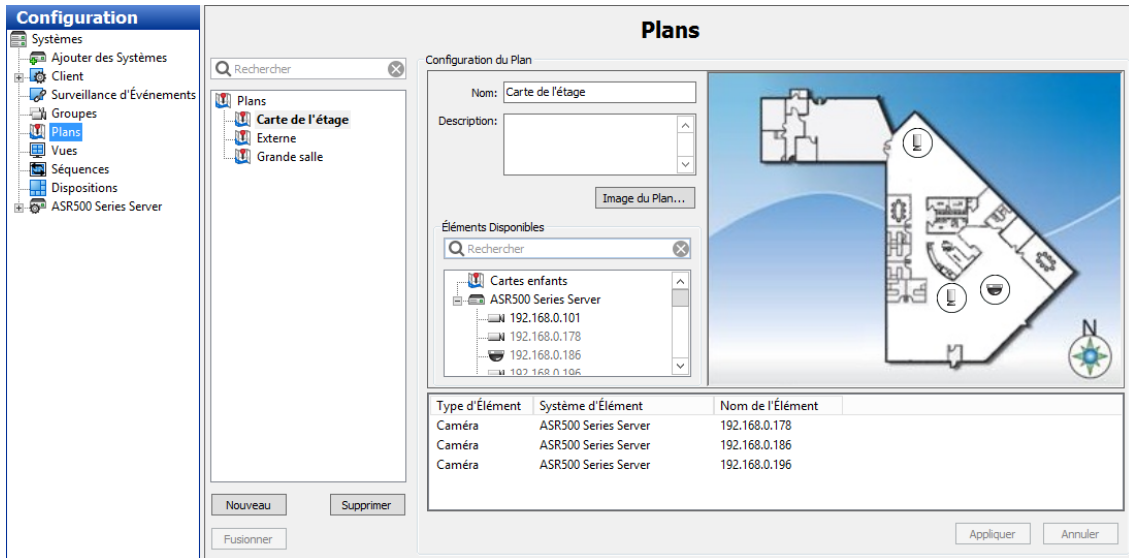 Configuration
Systèmes
Ajouter des Systèmes
Client
Surveillance d'Événements
Groupes
Plans
Vues
Séquences
Dispositions
ASR500 Series Server
Plans
Rechercher
Plans
Carte de l'étage
Externe
Grande salle
Nouveau
Supprimer
Fusionner
Configuration du Plan
Nom: Carte de l'étage
Description:
Image du Plan...
Éléments Disponibles
Rechercher
Cartes enfants
ASR500 Series Server
192.168.0.101
192.168.0.178
192.168.0.186
192.168.0.196
N
Type d'Élément Système d'Élément Nom de l'Élément
Caméra ASR500 Series Server 192.168.0.178
Caméra ASR500 Series Server 192.168.0.186
Caméra ASR500 Series Server 192.168.0.196
Appliquer Annuler